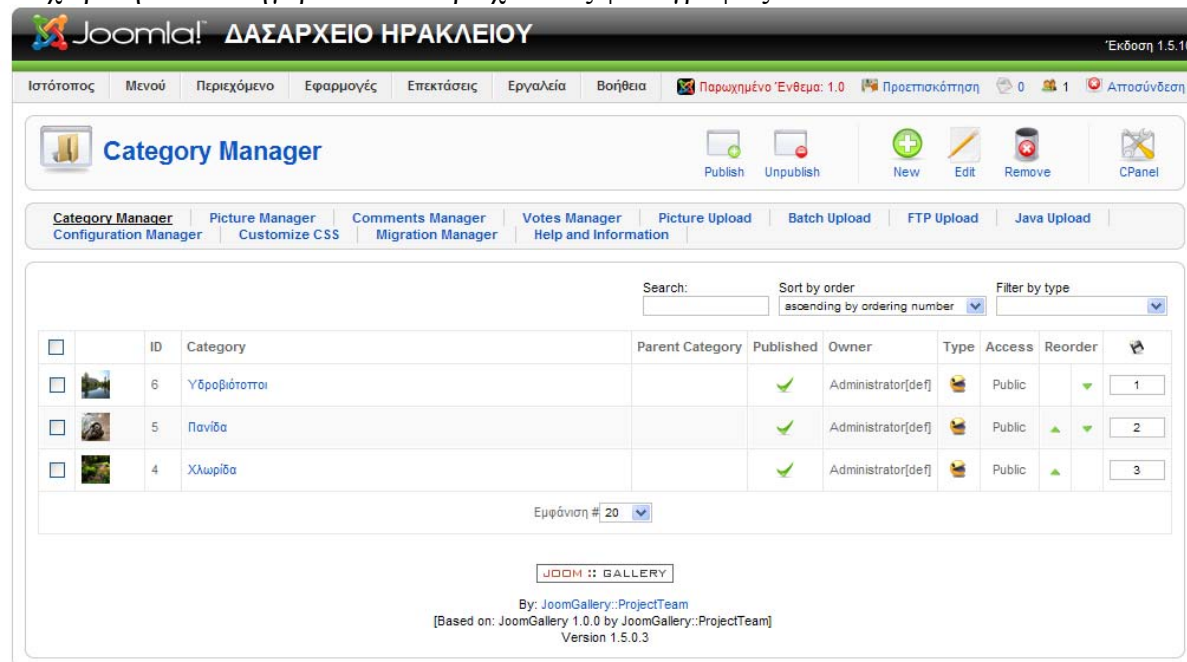 Joomla! ΔΑΣΑΡΧΕΙΟ ΗΡΑΚΛΕΙΟΥ
Έκδοση 1.5.10
Ιστότοπος Μενού Περιεχόμενο Εφαρμογές Επεκτάσεις Εργαλεία Βοήθεια Παρωχημένο Ένθεμα: 1.0 Προεπισκόπηση 0 1 Αποσύνδεση
Category Manager
Publish Unpublish New Edit Remove CPanel
Category Manager Picture Manager Comments Manager Votes Manager Picture Upload Batch Upload FTP Upload Java Upload
Configuration Manager Customize CSS Migration Manager Help and Information
Search: Sort by order Filter by type
ascending by ordering number
ID Category Parent Category Published Owner Type Access Reorder
6 Υδροβιότοποι Administrator[def] Public 1
5 Πανίδα Administrator[def] Public 2
4 Χλωρίδα Administrator[def] Public 3
Εμφάνιση # 20
JOOM :: GALLERY
By: JoomGallery::ProjectTeam
[Based on: JoomGallery 1.0.0 by JoomGallery::ProjectTeam]
Version 1.5.0.3